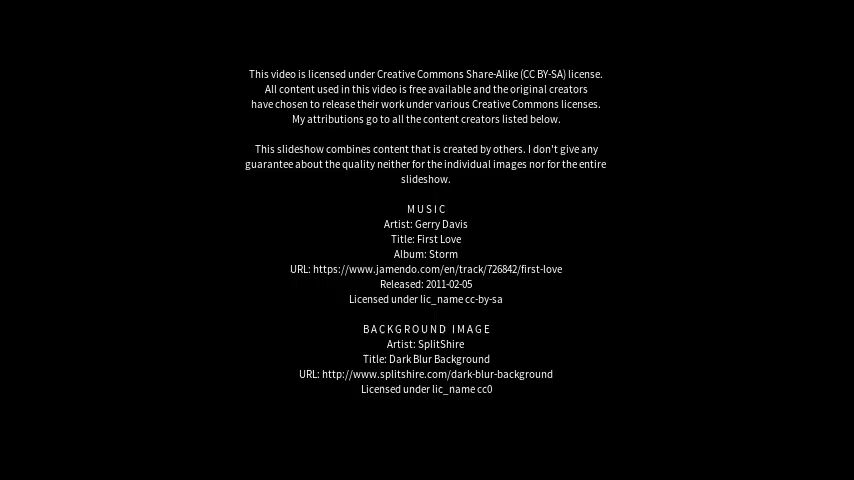 This video is licensed under Creative Commons Share-Alike (CC BY-SA) license.
All content used in this video is free available and the original creators
have chosen to release their work under various Creative Commons licenses.
My attributions go to all the content creators listed below.
This slideshow combines content that is created by others. I don't give any
guarantee about the quality neither for the individual images nor for the entire
slideshow.
MUSIC
Artist: Gerry Davis
Title: First Love
Album: Storm
URL: https://www.jamendo.com/en/track/726842/first-love
Released: 2011-02-05
Licensed under lic_name cc-by-sa
BACKGROUND IMAGE
Artist: SplitShire
Title: Dark Blur Background
URL: http://www.splitshire.com/dark-blur-background
Licensed under lic_name cc0